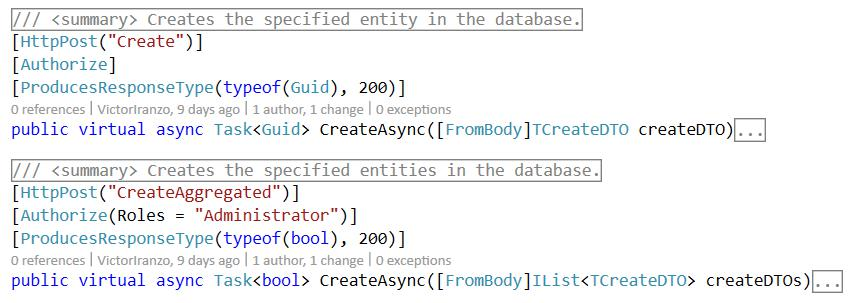 /// <summary> Creates the specified entity in the database.
[HttpPost("Create")]
[Authorize]
[ProducesResponseType(typeof(Guid), 200)]
0 references | VictorIranzo, 9 days ago | 1 author, 1 change | 0 exceptions
public virtual async Task<Guid> CreateAsync([FromBody]TCreateDTO createDTO)...
/// <summary> Creates the specified entities in the database.
[HttpPost("CreateAggregated")]
[Authorize(Roles = "Administrator")]
[ProducesResponseType(typeof(bool), 200)]
0 references | VictorIranzo, 9 days ago | 1 author, 1 change | 0 exceptions
public virtual async Task<bool> CreateAsync([FromBody]IList<TCreateDTO> createDTOs)...